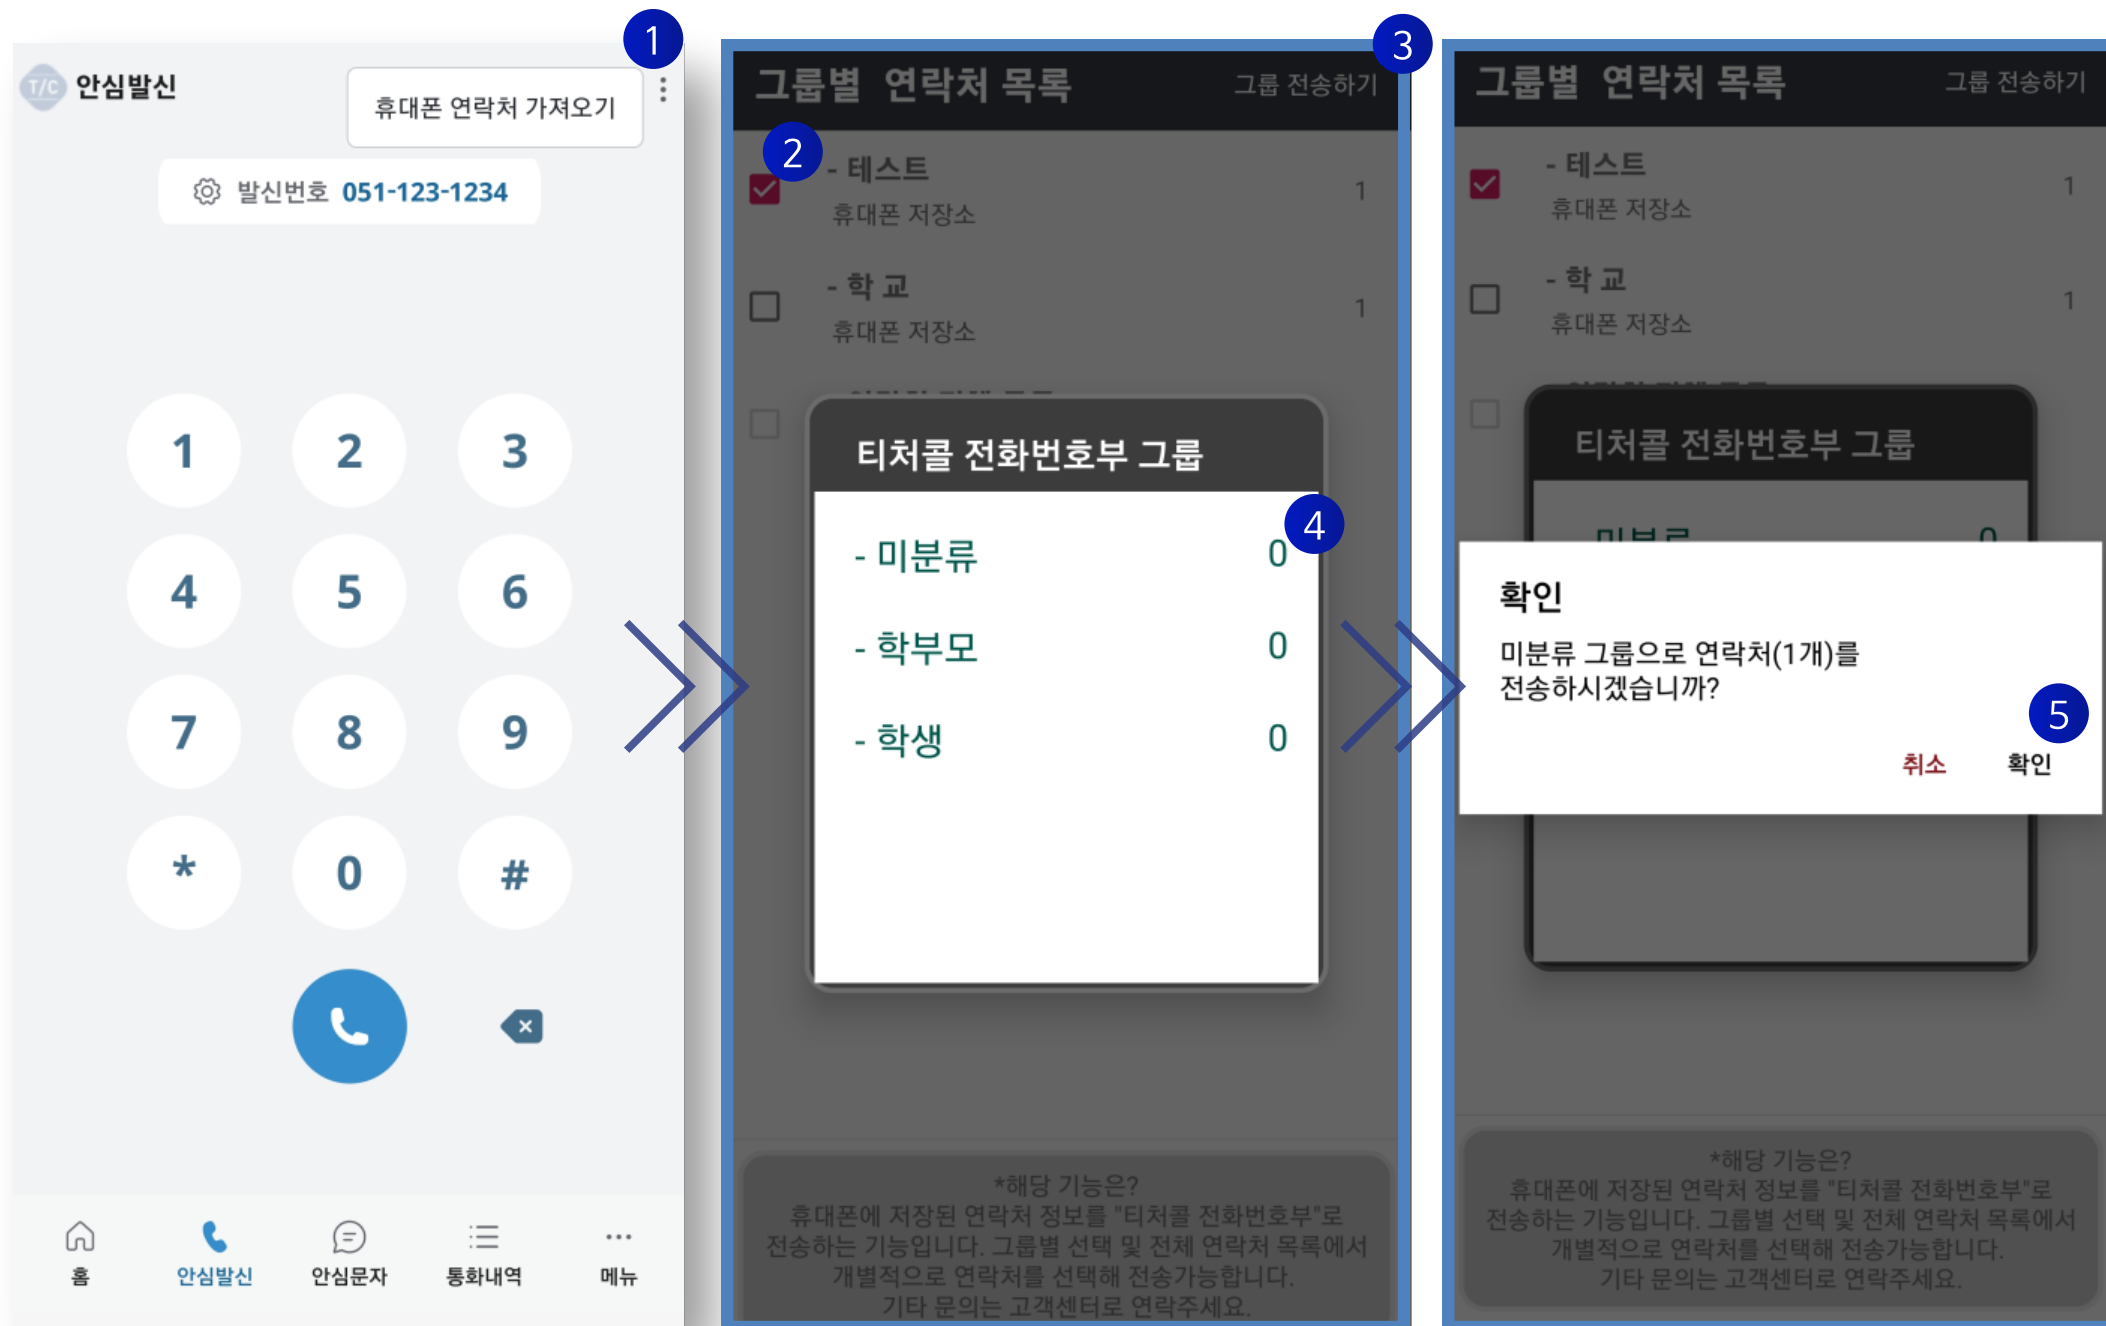 1
T/C 안심발신
휴대폰 연락처 가져오기
발신번호 051-123-1234
1 2 3
4 5 6
7 8 9
* 0 #
홈 안심발신 안심문자 통화내역 메뉴
3
그룹별 연락처 목록 그룹 전송하기
2
- 테스트
1
휴대폰 저장소
- 학 교
1
휴대폰 저장소
티처콜 전화번호부 그룹
4
- 미분류 0
- 학부모 0
- 학생 0
*해당 기능은?
휴대폰에 저장된 연락처 정보를 "티처콜 전화번호부"로
전송하는 기능입니다. 그룹별 선택 및 전체 연락처 목록에서
개별적으로 연락처를 선택해 전송가능합니다.
기타 문의는 고객센터로 연락주세요.
그룹별 연락처 목록 그룹 전송하기
- 테스트
1
휴대폰 저장소
- 학 교
1
휴대폰 저장소
티처콜 전화번호부 그룹
미분류 0
확인
미분류 그룹으로 연락처(1개)를
전송하시겠습니까?
5
취소 확인
*해당 기능은?
휴대폰에 저장된 연락처 정보를 "티처콜 전화번호부"로
전송하는 기능입니다. 그룹별 선택 및 전체 연락처 목록에서
개별적으로 연락처를 선택해 전송가능합니다.
기타 문의는 고객센터로 연락주세요.